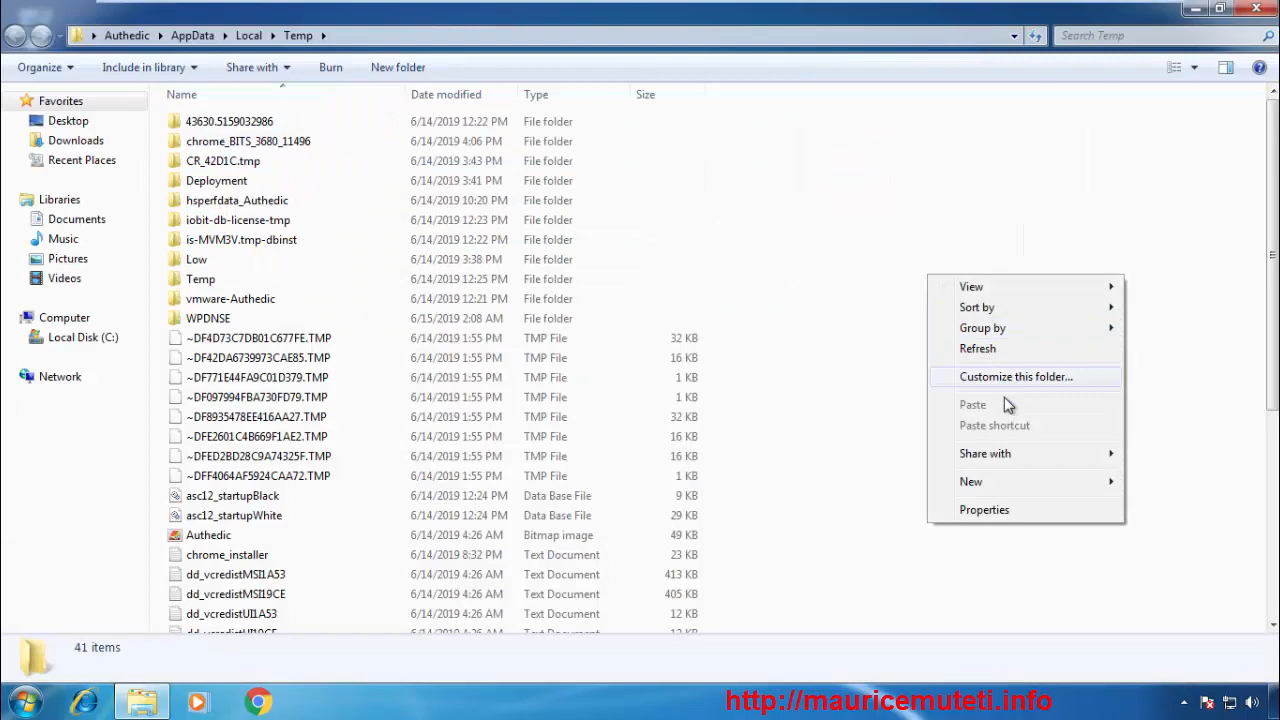 Authedic AppData Local Temp
Search Temp
Organize Include in library Share with Burn New folder
Name Date modified Type Size
Favorites
Desktop
Downloads
Recent Places
Libraries
Documents
Music
Pictures
Videos
Computer
Local Disk (C:)
Network
43630.5159032986 6/14/2019 12:22 PM File folder
chrome_BITS_3680_11496 6/14/2019 4:06 PM File folder
CR_42D1C.tmp 6/14/2019 3:43 PM File folder
Deployment 6/14/2019 3:41 PM File folder
hsperfdata_Authedic 6/14/2019 10:20 PM File folder
iobit-db-license-tmp 6/14/2019 12:23 PM File folder
is-MVM3V.tmp-dbinst 6/14/2019 12:22 PM File folder
Low 6/14/2019 3:38 PM File folder
Temp 6/14/2019 12:25 PM File folder
vmware-Authedic 6/14/2019 12:21 PM File folder
WPDNSE 6/15/2019 2:08 AM File folder
~DF4D73C7DB01C677FE.TMP 6/14/2019 1:55 PM TMP File 32 KB
~DF42DA6739973CAE85.TMP 6/14/2019 1:55 PM TMP File 16 KB
~DF771E44FA9C01D379.TMP 6/14/2019 1:55 PM TMP File 1 KB
~DF097994FBA730FD79.TMP 6/14/2019 1:55 PM TMP File 1 KB
~DF8935478EE416AA27.TMP 6/14/2019 1:55 PM TMP File 32 KB
~DFE2601C4B669F1AE2.TMP 6/14/2019 1:55 PM TMP File 16 KB
~DFED2BD28C9A74325F.TMP 6/14/2019 1:55 PM TMP File 16 KB
~DFF4064AF5924CAA72.TMP 6/14/2019 1:55 PM TMP File 1 KB
asc12_startupBlack 6/14/2019 12:24 PM Data Base File 9 KB
asc12_startupWhite 6/14/2019 12:24 PM Data Base File 29 KB
Authedic 6/14/2019 4:26 AM Bitmap image 49 KB
chrome_installer 6/14/2019 8:32 PM Text Document 23 KB
dd_vcredistMSI1A53 6/14/2019 4:26 AM Text Document 413 KB
dd_vcredistMSI19CE 6/14/2019 4:26 AM Text Document 405 KB
dd_vcredistUI1A53 6/14/2019 4:26 AM Text Document 12 KB
View
Sort by
Group by
Refresh
Customize this folder...
Paste
Paste shortcut
Share with
New
Properties
41 items
http://mauricemuteti.info